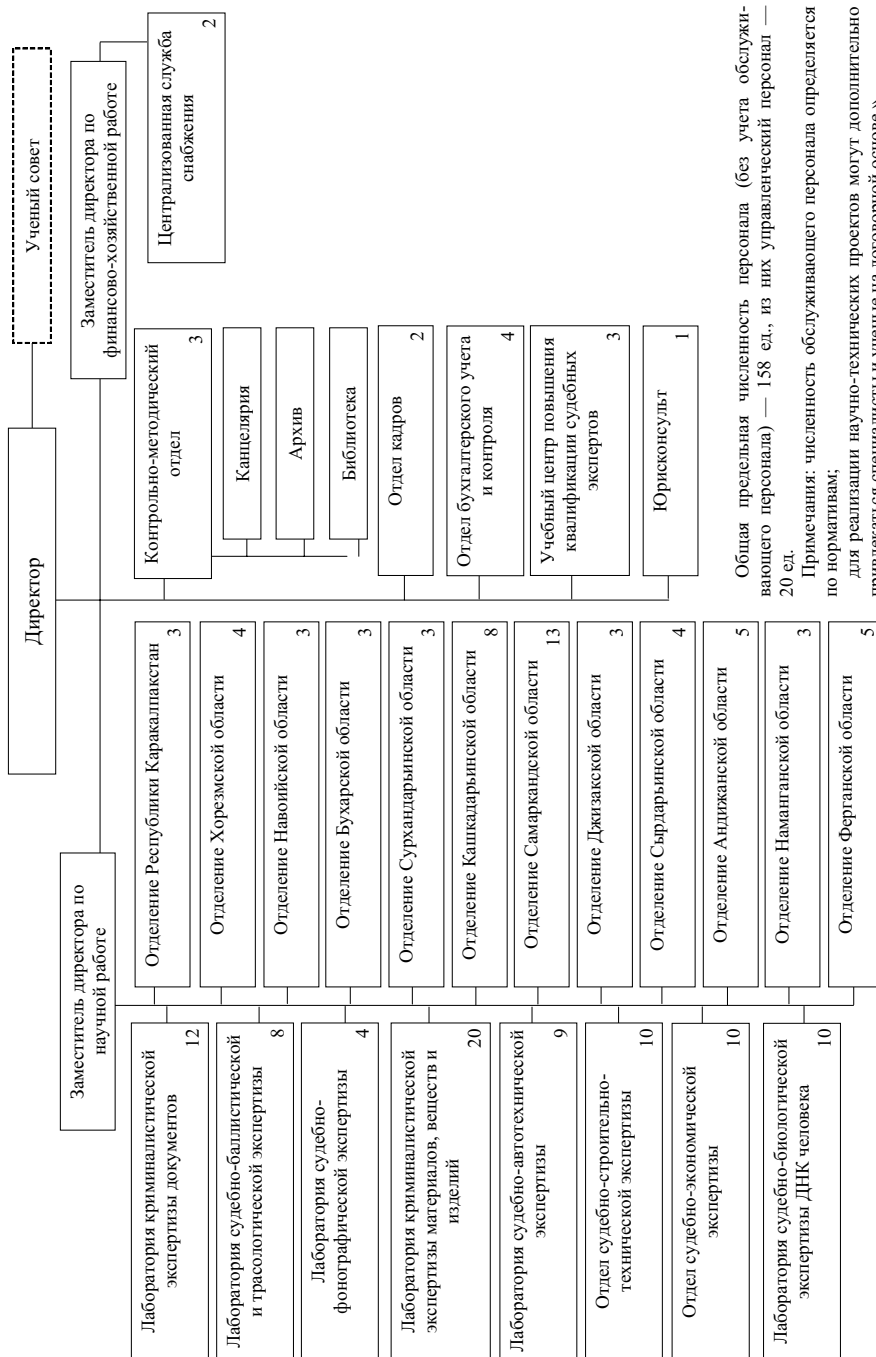 Ученый совет
Директор
Заместитель директора по
научной работе
Заместитель директора по
финансово-хозяйственной работе
Лаборатория криминалистической
экспертизы документов
12
Лаборатория судебно-баллистической
и трасологической экспертизы
8
Лаборатория судебно-
фонографической экспертизы
4
Лаборатория криминалистической
экспертизы материалов, веществ и
изделий
20
Лаборатория судебно-автотехнической
экспертизы
9
Отдел судебно-строительно-
технической экспертизы
10
Отдел судебно-экономической
экспертизы
10
Лаборатория судебно-биологической
экспертизы ДНК человека
10
Отделение Республики Каракалпакстан
3
Отделение Хорезмской области
4
Отделение Навоийской области
3
Отделение Бухарской области
3
Отделение Сурхандарьинской области
3
Отделение Кашкадарьинской области
8
Отделение Самаркандской области
13
Отделение Джизакской области
3
Отделение Сырдарьинской области
4
Отделение Андижанской области
5
Отделение Наманганской области
3
Отделение Ферганской области
5
Контрольно-методический
отдел
3
Канцелярия
Архив
Библиотека
Отдел кадров
2
Отдел бухгалтерского учета
и контроля
4
Учебный центр повышения
квалификации судебных
экспертов
3
Юрисконсульт
1
Централизованная служба
снабжения
2
Общая предельная численность персонала (без учета обслужи-
вающего персонала) — 158 ед., из них управленческий персонал —
20 ед.
Примечания: численность обслуживающего персонала определяется
по нормативам;
для реализации научно-технических проектов могут дополнительно
привлекаться специалисты и ученые на договорной основе.»